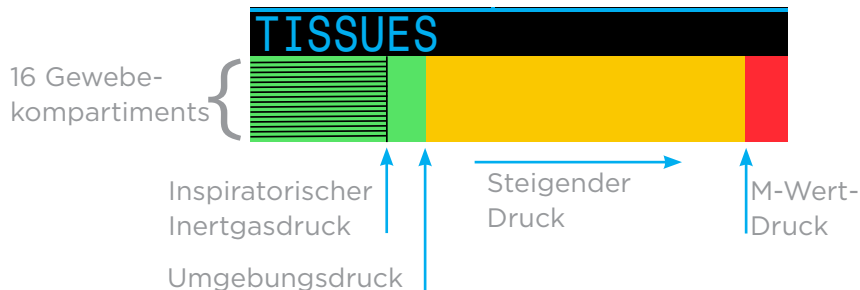 TISSUES
16 Gewebe-
kompartiments
Inspiratorischer
Inertgasdruck
Steigender
Druck
M-Wert-
Druck
Umgebungsdruck